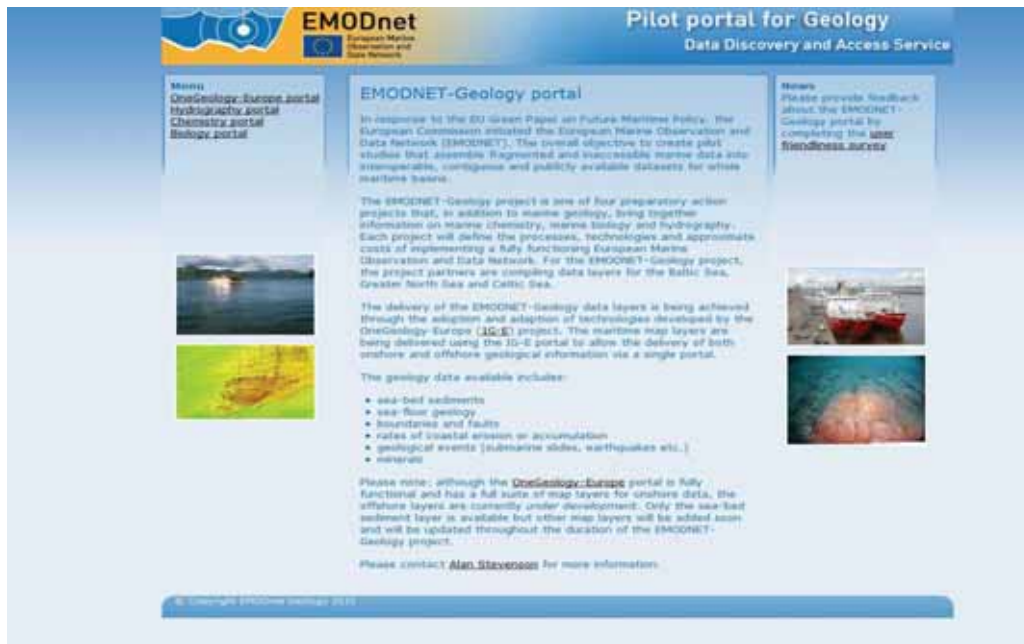 EMODnet
European Marine
Observation and
Data Network
Pilot portal for Geology
Data Discovery and Access Service
Menu
OneGeology-Europe portal
Hydrography portal
Chemistry portal
Biology portal
EMODNET-Geology portal
In response to the EU Green Paper on Future Maritime Policy, the
European Commission initiated the European Marine Observation and
Data Network (EMODNET). The overall objective to create pilot
studies that assemble fragmented and inaccessible marine data into
interoperable, contiguous and publicly available datasets for whole
maritime basins.
The EMODNET-Geology project is one of four preparatory action
projects that, in addition to marine geology, bring together
information on marine chemistry, marine biology and hydrography.
Each project will define the processes, technologies and approximate
costs of implementing a fully functioning European Marine
Observation and Data Network. For the EMODNET-Geology project,
the project partners are compiling data layers for the Baltic Sea,
Greater North Sea and Celtic Sea.
The delivery of the EMODNET-Geology data layers is being achieved
through the adoption and adaption of technologies developed by the
OneGeology-Europe (1G-E) project. The maritime map layers are
being delivered using the 1G-E portal to allow the delivery of both
onshore and offshore geological information via a single portal.
The geology data available includes:
• sea-bed sediments
• sea-floor geology
• boundaries and faults
• rates of coastal erosion or accumulation
• geological events (submarine slides, earthquakes etc.)
• minerals
Please note: although the OneGeology-Europe portal is fully
functional and has a full suite of map layers for onshore data, the
offshore layers are currently under development. Only the sea-bed
sediment layer is available but other map layers will be added soon
and will be updated throughout the duration of the EMODNET-
Geology project.
Please contact Alan Stevenson for more information.
News
Please provide feedback
about the EMODNET-
Geology portal by
completing the user
friendliness survey
© Copyright EMODnet Geology